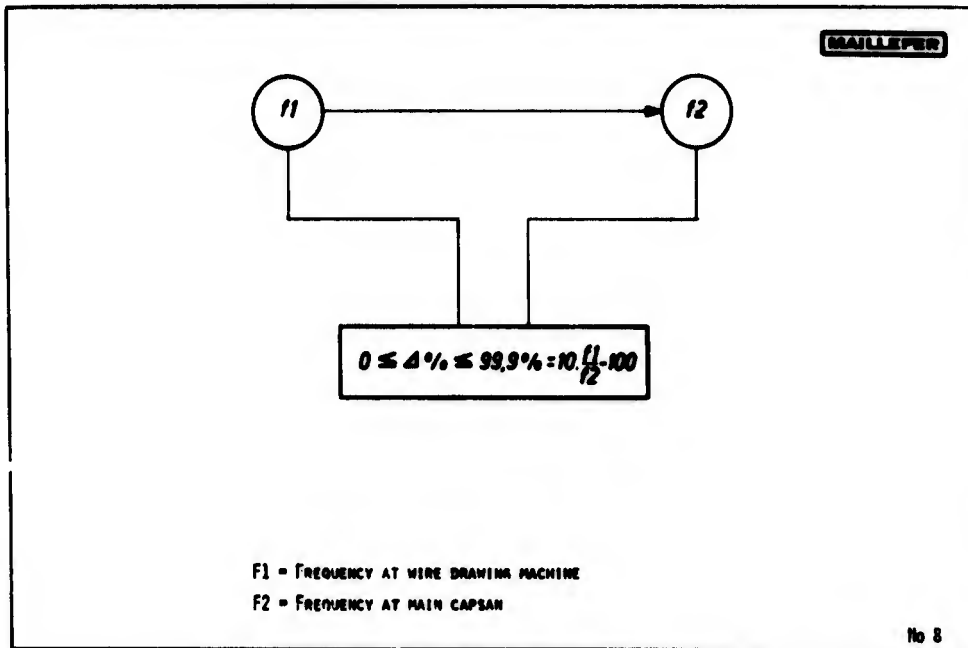 MAILLEFER
f1 f2
0 ≤ Δ% ≤ 99,9% = 10. f1/f2 -100
F1 = FREQUENCY AT WIRE DRAWING MACHINE
F2 = FREQUENCY AT MAIN CAPSAN
No 8